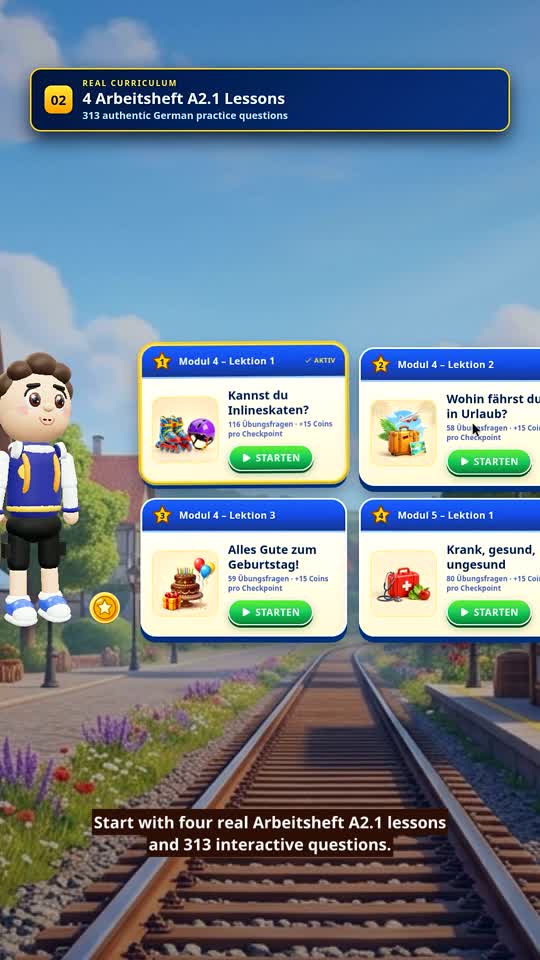 02
REAL CURRICULUM
4 Arbeitsheft A2.1 Lessons
313 authentic German practice questions
1
Modul 4 – Lektion 1
✓ AKTIV
Kannst du
Inlineskaten?
116 Übungsfragen · +15 Coins
pro Checkpoint
▶ STARTEN
2
Modul 4 – Lektion 2
Wohin fährst du
in Urlaub?
58 Übungsfragen · +15 Coi
pro Checkpoint
▶ STARTEN
3
Modul 4 – Lektion 3
Alles Gute zum
Geburtstag!
59 Übungsfragen · +15 Coins
pro Checkpoint
▶ STARTEN
4
Modul 5 – Lektion 1
Krank, gesund,
ungesund
80 Übungsfragen · +15 Coi
pro Checkpoint
▶ STARTEN
Start with four real Arbeitsheft A2.1 lessons
and 313 interactive questions.